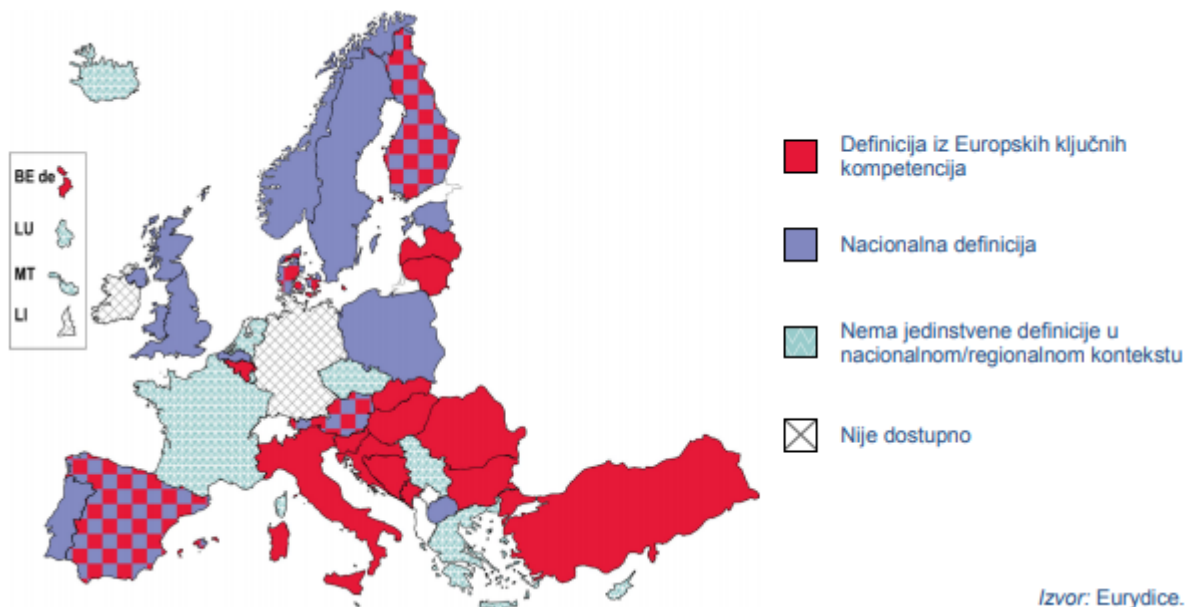 BE de
LU
MT
LI
Definicija iz Europskih ključnih
kompetencija
Nacionalna definicija
Nema jedinstvene definicije u
nacionalnom/regionalnom kontekstu
Nije dostupno
Izvor: Eurydice.